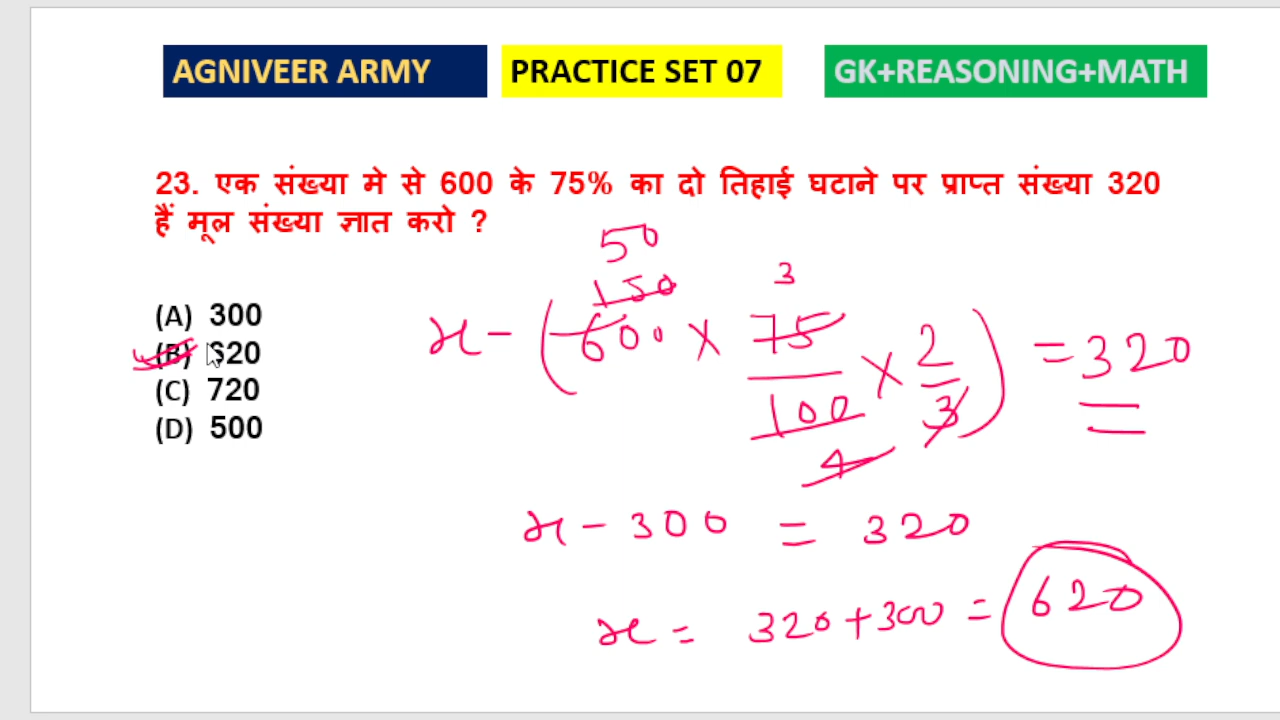 AGNIVEER ARMY PRACTICE SET 07 GK+REASONING+MATH
23. एक संख्या मे से 600 के 75% का दो तिहाई घटाने पर प्राप्त संख्या 320
हैं मूल संख्या ज्ञात करो ?
(A) 300
(B) 620
(C) 720
(D) 500
50
150 3
x - (600 × 75/100 × 2/3) = 320
4
x - 300 = 320
x = 320 + 300 = 620